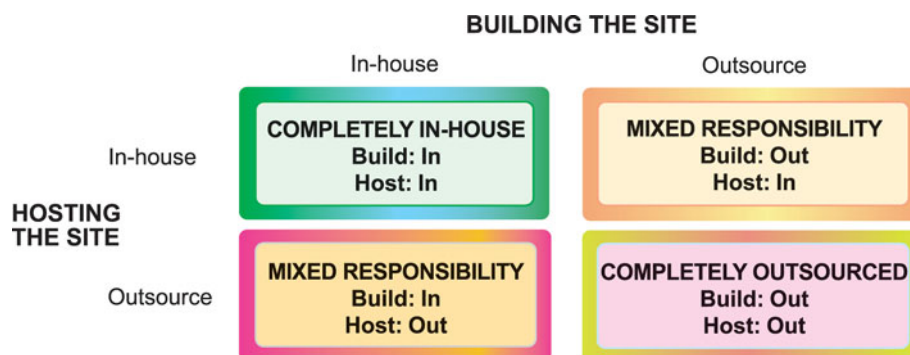 BUILDING THE SITE
In-house
Outsource
In-house
COMPLETELY IN-HOUSE
Build: In
Host: In
MIXED RESPONSIBILITY
Build: Out
Host: In
HOSTING
THE SITE
Outsource
MIXED RESPONSIBILITY
Build: In
Host: Out
COMPLETELY OUTSOURCED
Build: Out
Host: Out